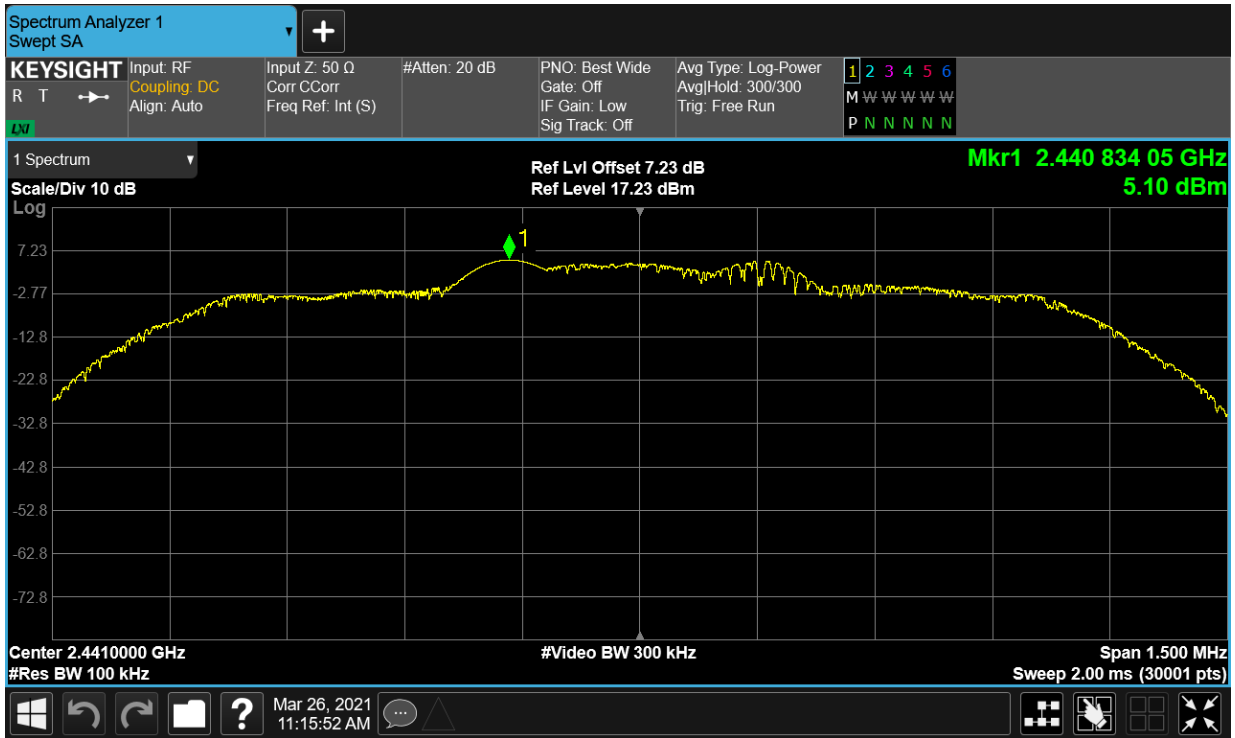 Spectrum Analyzer 1
Swept SA
+
KEYSIGHT Input: RF Input Z: 50 Ω #Atten: 20 dB PNO: Best Wide Avg Type: Log-Power 1 2 3 4 5 6
R T Coupling: DC Corr CCorr Gate: Off Avg|Hold: 300/300 M W W W W W
Align: Auto Freq Ref: Int (S) IF Gain: Low Trig: Free Run
LXI Sig Track: Off P N N N N N
1 Spectrum Ref Lvl Offset 7.23 dB Mkr1 2.440 834 05 GHz
Scale/Div 10 dB Ref Level 17.23 dBm 5.10 dBm
Log
1
7.23
-2.77
-12.8
-22.8
-32.8
-42.8
-52.8
-62.8
-72.8
Center 2.4410000 GHz #Video BW 300 kHz Span 1.500 MHz
#Res BW 100 kHz Sweep 2.00 ms (30001 pts)
? Mar 26, 2021
11:15:52 AM